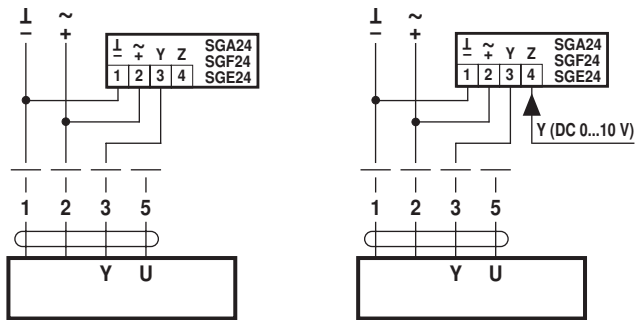 ⊥ ~
− +
⊥ ~ Y Z SGA24
− + SGF24
1 2 3 4 SGE24
1 2 3 5
Y U
⊥ ~
− +
⊥ ~ Y Z SGA24
− + SGF24
1 2 3 4 SGE24
Y (DC 0...10 V)
1 2 3 5
Y U